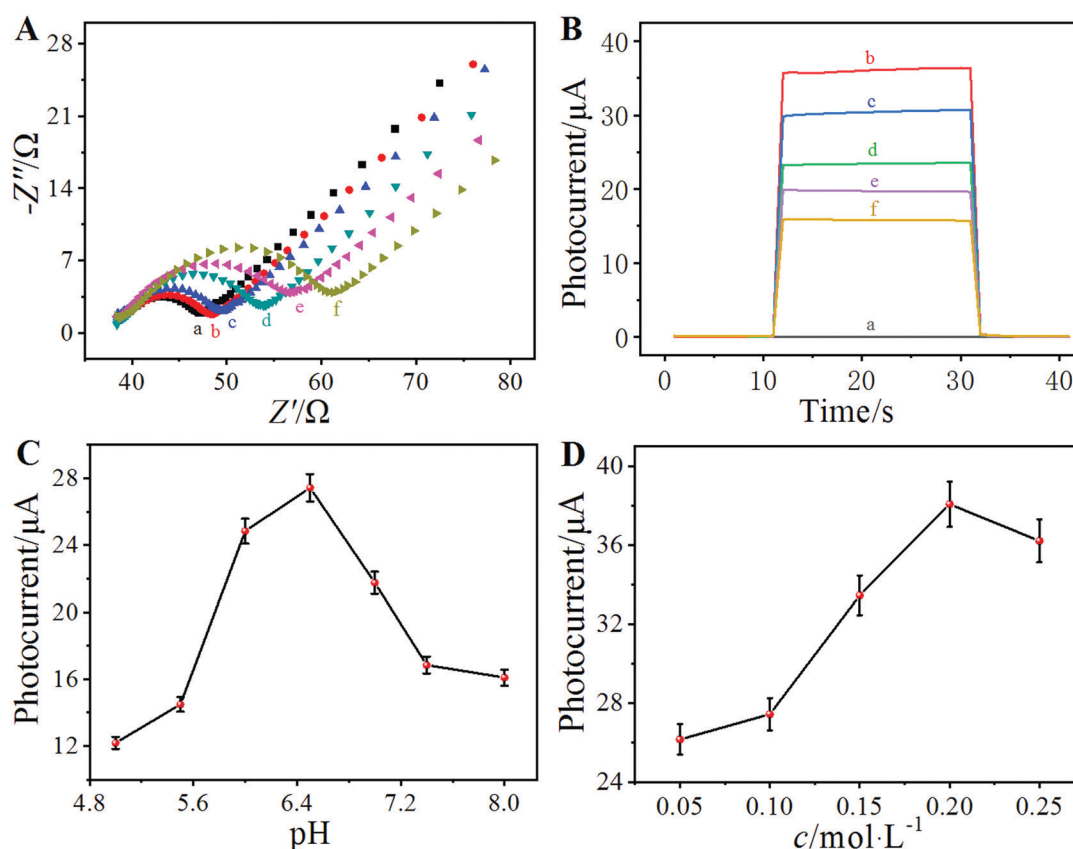 A
28
21
14
7
0
-Z''/Ω
a
b
c
d
e
f
40 50 60 70 80
Z'/Ω
B
40
30
20
10
0
Photocurrent/μA
b
c
d
e
f
a
0 10 20 30 40
Time/s
C
28
24
20
16
12
Photocurrent/μA
4.8 5.6 6.4 7.2 8.0
pH
D
40
36
32
28
24
Photocurrent/μA
0.05 0.10 0.15 0.20 0.25
c/mol·L⁻¹